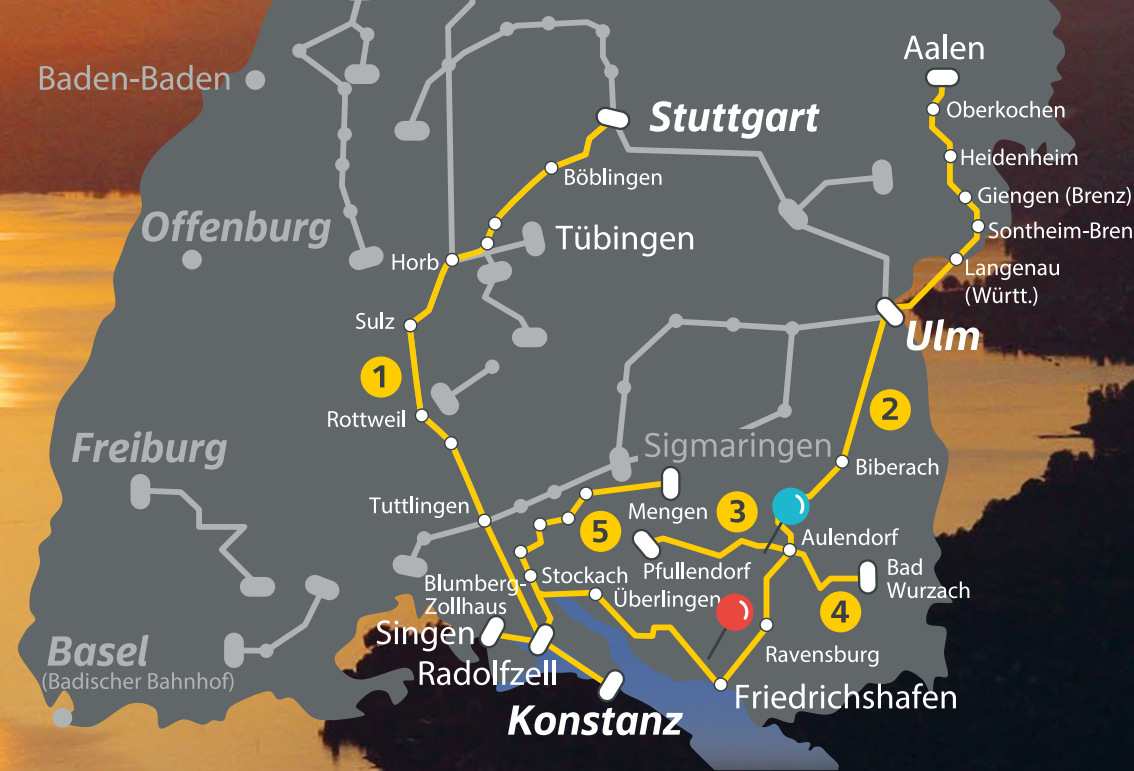 Aalen
Baden-Baden
Oberkochen
Stuttgart
Heidenheim
Böblingen
Giengen (Brenz)
Offenburg
Tübingen
Sontheim-Bren
Horb
Langenau
(Württ.)
Sulz
Ulm
1
2
Rottweil
Freiburg
Sigmaringen
Biberach
Tuttlingen
Mengen
3
5
Aulendorf
Pfullendorf
Bad
Wurzach
Blumberg-
Zollhaus
Stockach
Überlingen
4
Singen
Basel
(Badischer Bahnhof)
Radolfzell
Ravensburg
Friedrichshafen
Konstanz